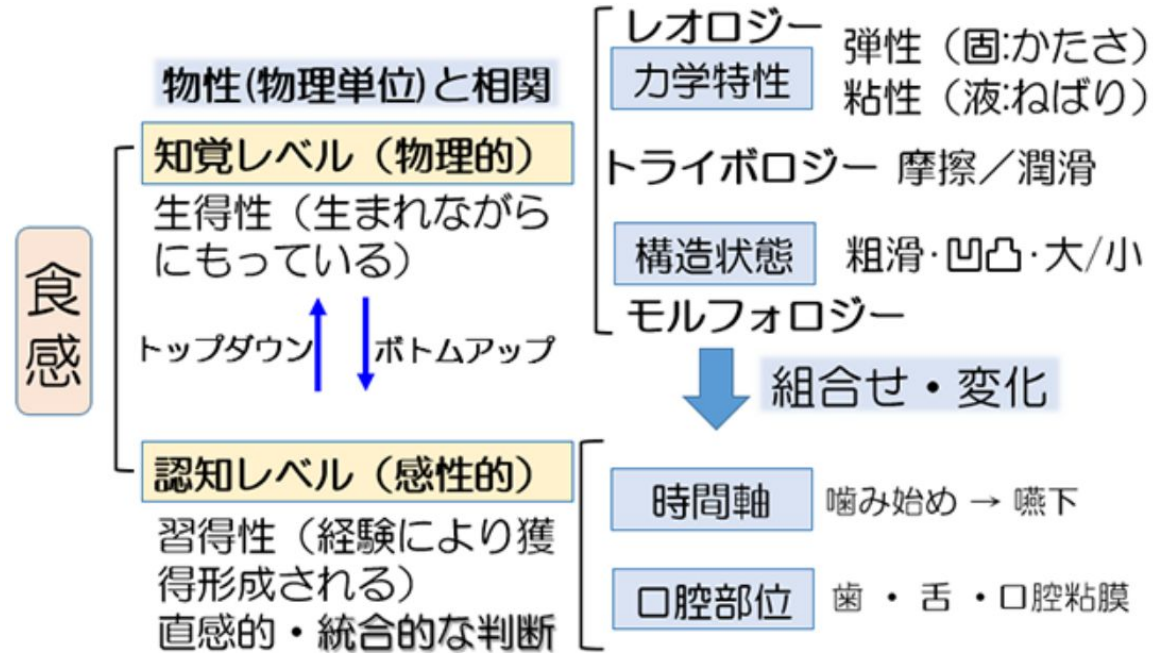 食感
物性(物理単位)と相関
知覚レベル（物理的）
生得性（生まれながら
にもっている）
トップダウン
ボトムアップ
認知レベル（感性的）
習得性（経験により獲
得形成される）
直感的・統合的な判断
レオロジー
力学特性
弾性（固:かたさ）
粘性（液:ねばり）
トライボロジー 摩擦／潤滑
構造状態
粗滑・凹凸・大/小
モルフォロジー
組合せ・変化
時間軸
噛み始め → 嚥下
口腔部位
歯・舌・口腔粘膜